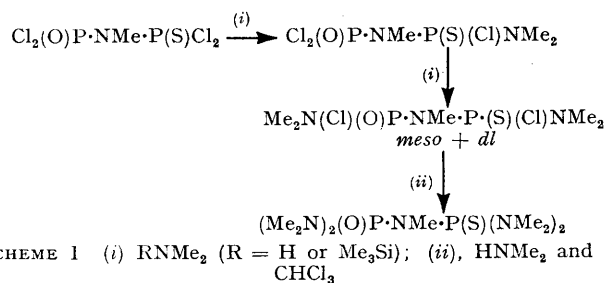 (i)
Cl₂(O)P·NMe·P(S)Cl₂ ⟶ Cl₂(O)P·NMe·P(S)(Cl)NMe₂
(i)
Me₂N(Cl)(O)P·NMe·P·(S)(Cl)NMe₂
meso + dl
(ii)
(Me₂N)₂(O)P·NMe·P(S)(NMe₂)₂
CHEME 1 (i) RNMe₂ (R = H or Me₃Si); (ii), HNMe₂ and
CHCl₃